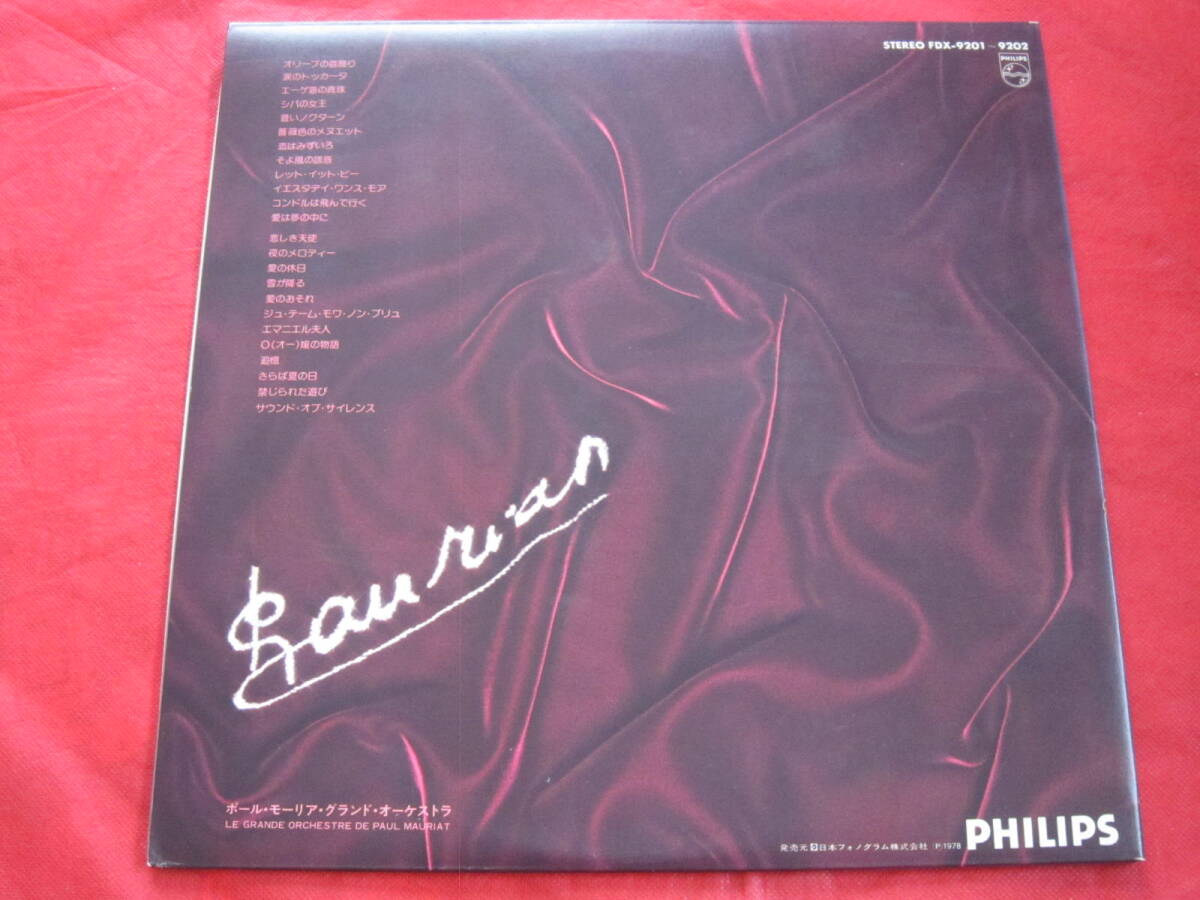 STEREO FDX-9201~9202
PHILIPS
オリーブの首飾り
涙のトッカータ
エーゲ海の真珠
シバの女王
蒼いノクターン
薔薇色のメヌエット
恋はみずいろ
そよ風の誘惑
レット・イット・ビー
イエスタデイ・ワンス・モア
コンドルは飛んで行く
愛は夢の中に
悲しき天使
夜のメロディー
愛の休日
雪が降る
愛のおそれ
ジュ・テーム・モワ・ノン・プリュ
エマニエル夫人
O(オー)嬢の物語
追憶
さらば夏の日
禁じられた遊び
サウンド・オブ・サイレンス
ポール・モーリア・グランド・オーケストラ
LE GRANDE ORCHESTRE DE PAUL MAURIAT
発売元 日本フォノグラム株式会社 (P)1978
PHILIPS